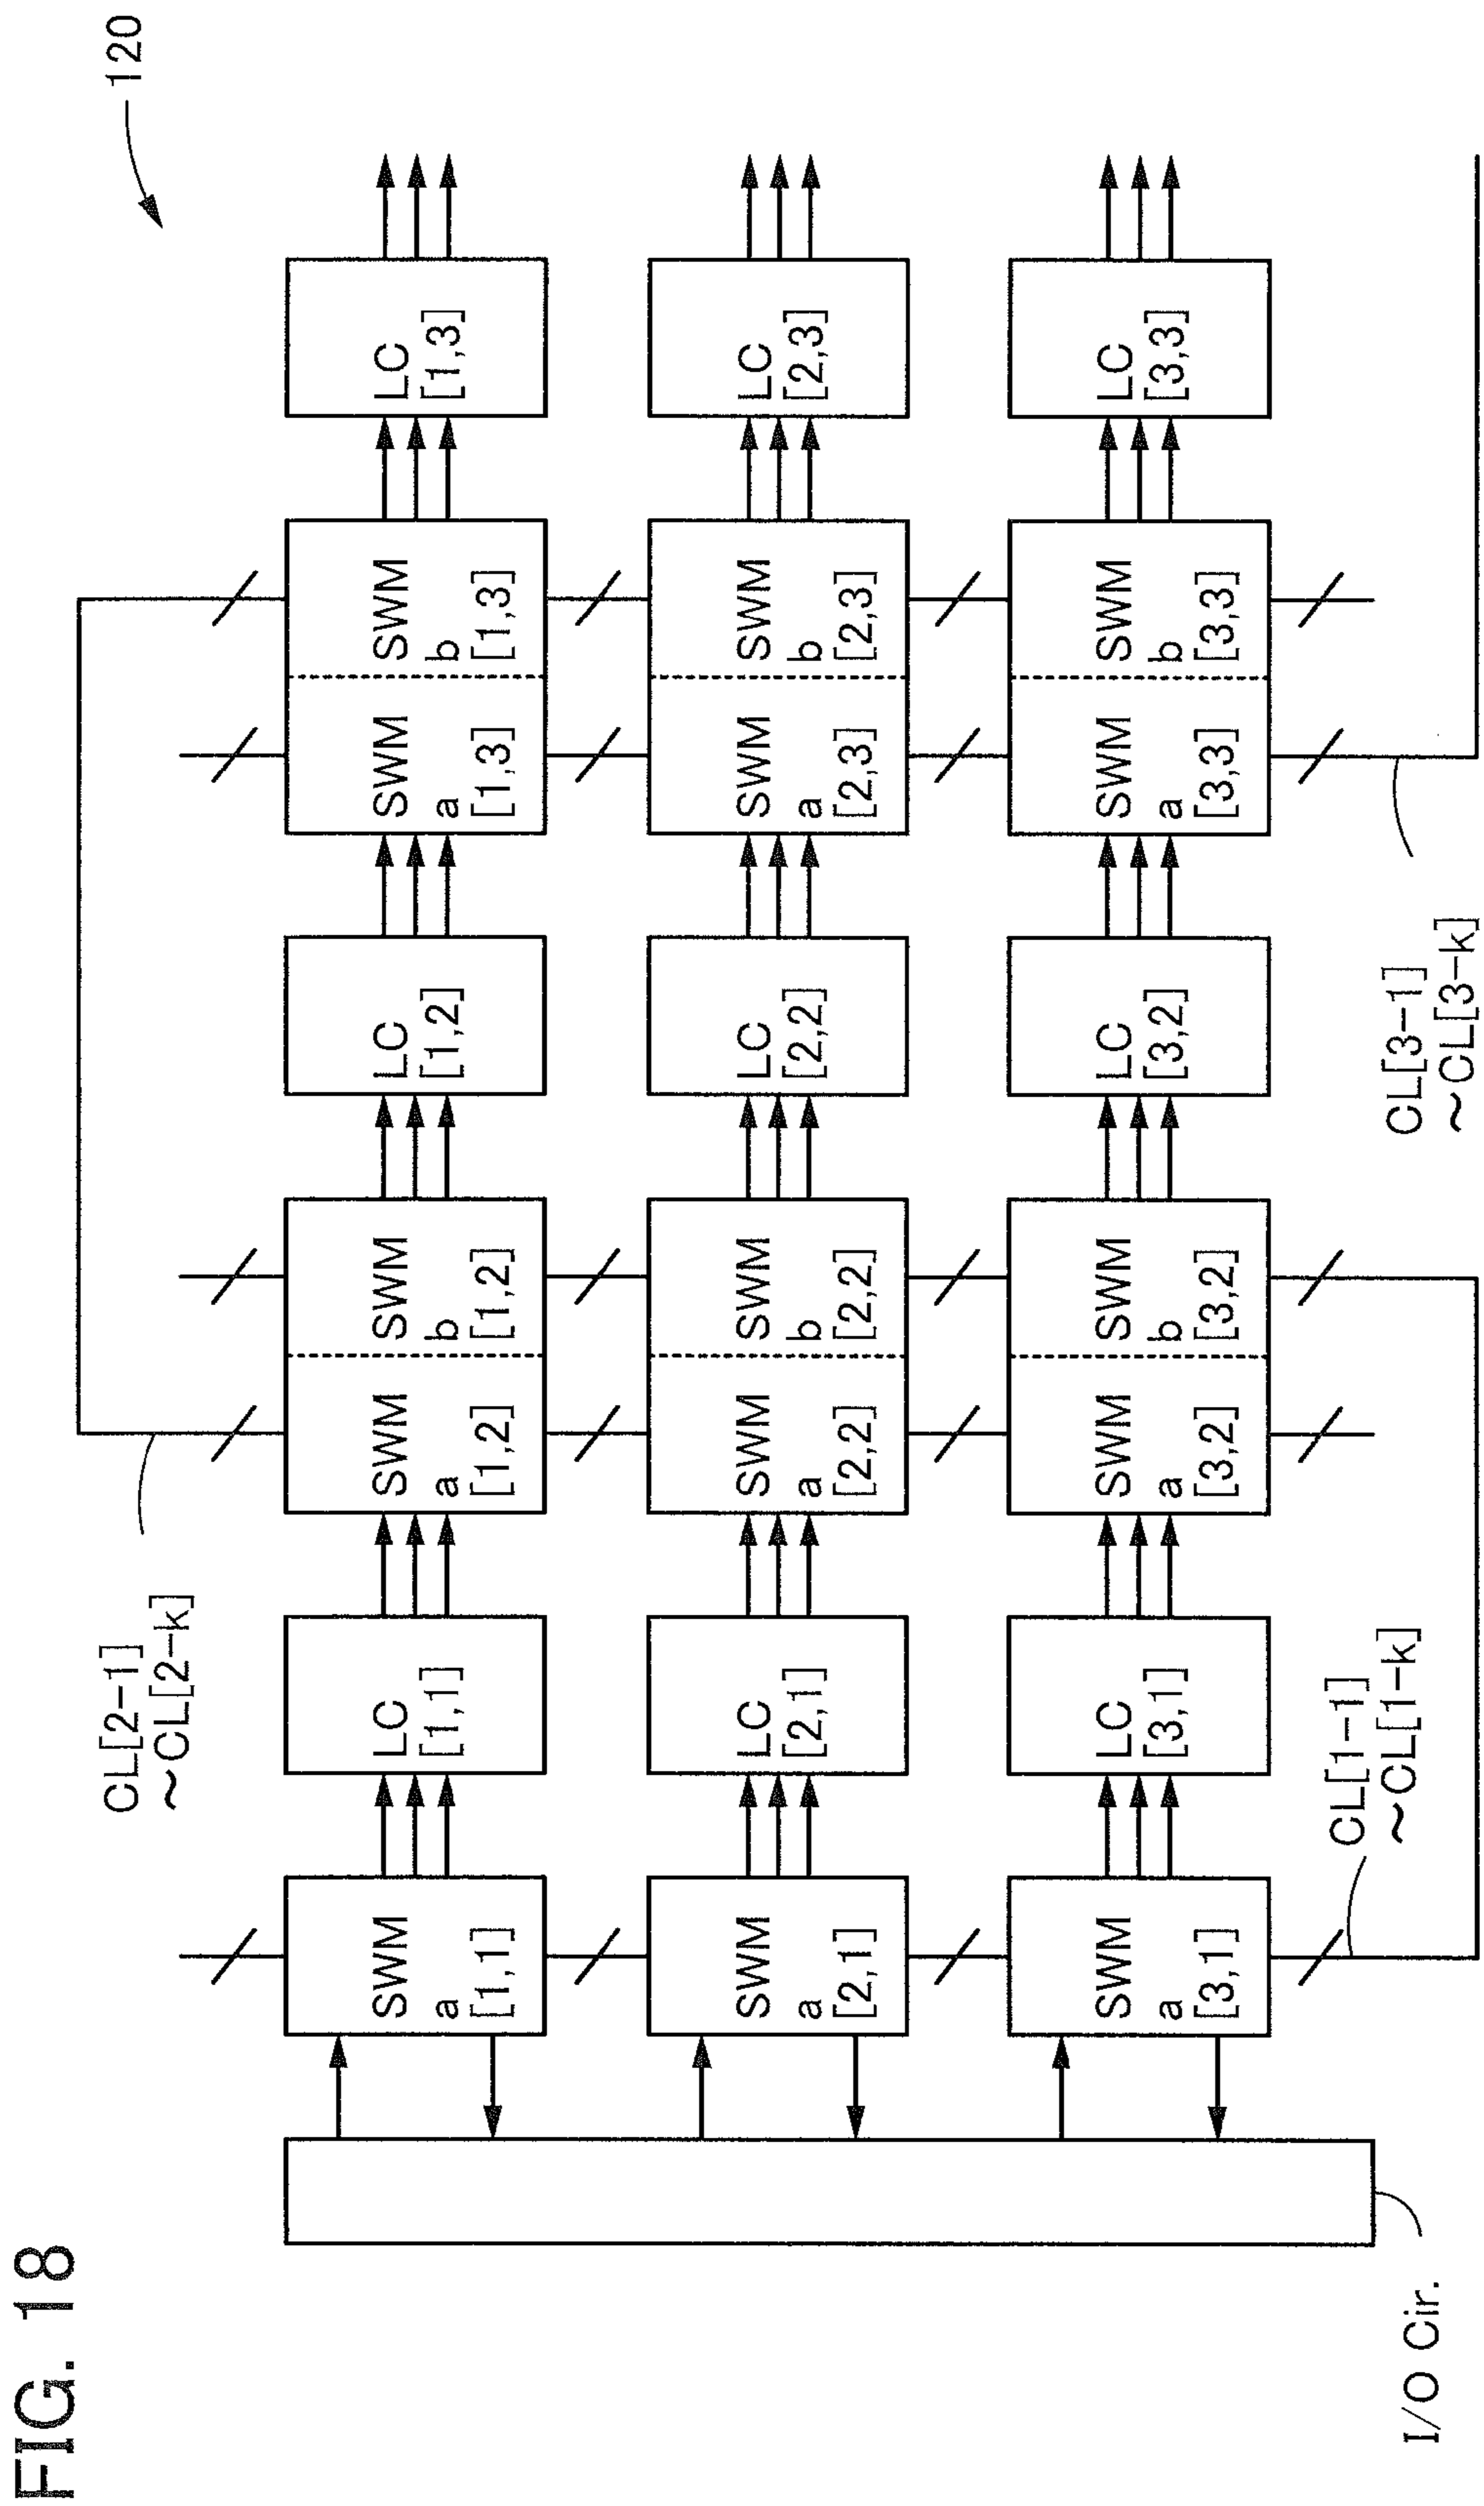 FIG. 18
120
CL[2-1]
~CL[2-k]
SWM
a
[1,1]
LC
[1,1]
SWM
a
[1,2]
SWM
b
[1,2]
LC
[1,2]
SWM
a
[1,3]
SWM
b
[1,3]
LC
[1,3]
SWM
a
[2,1]
LC
[2,1]
SWM
a
[2,2]
SWM
b
[2,2]
LC
[2,2]
SWM
a
[2,3]
SWM
b
[2,3]
LC
[2,3]
SWM
a
[3,1]
LC
[3,1]
SWM
a
[3,2]
SWM
b
[3,2]
LC
[3,2]
SWM
a
[3,3]
SWM
b
[3,3]
LC
[3,3]
I/O Cir.
CL[1-1]
~CL[1-k]
CL[3-1]
~CL[3-k]